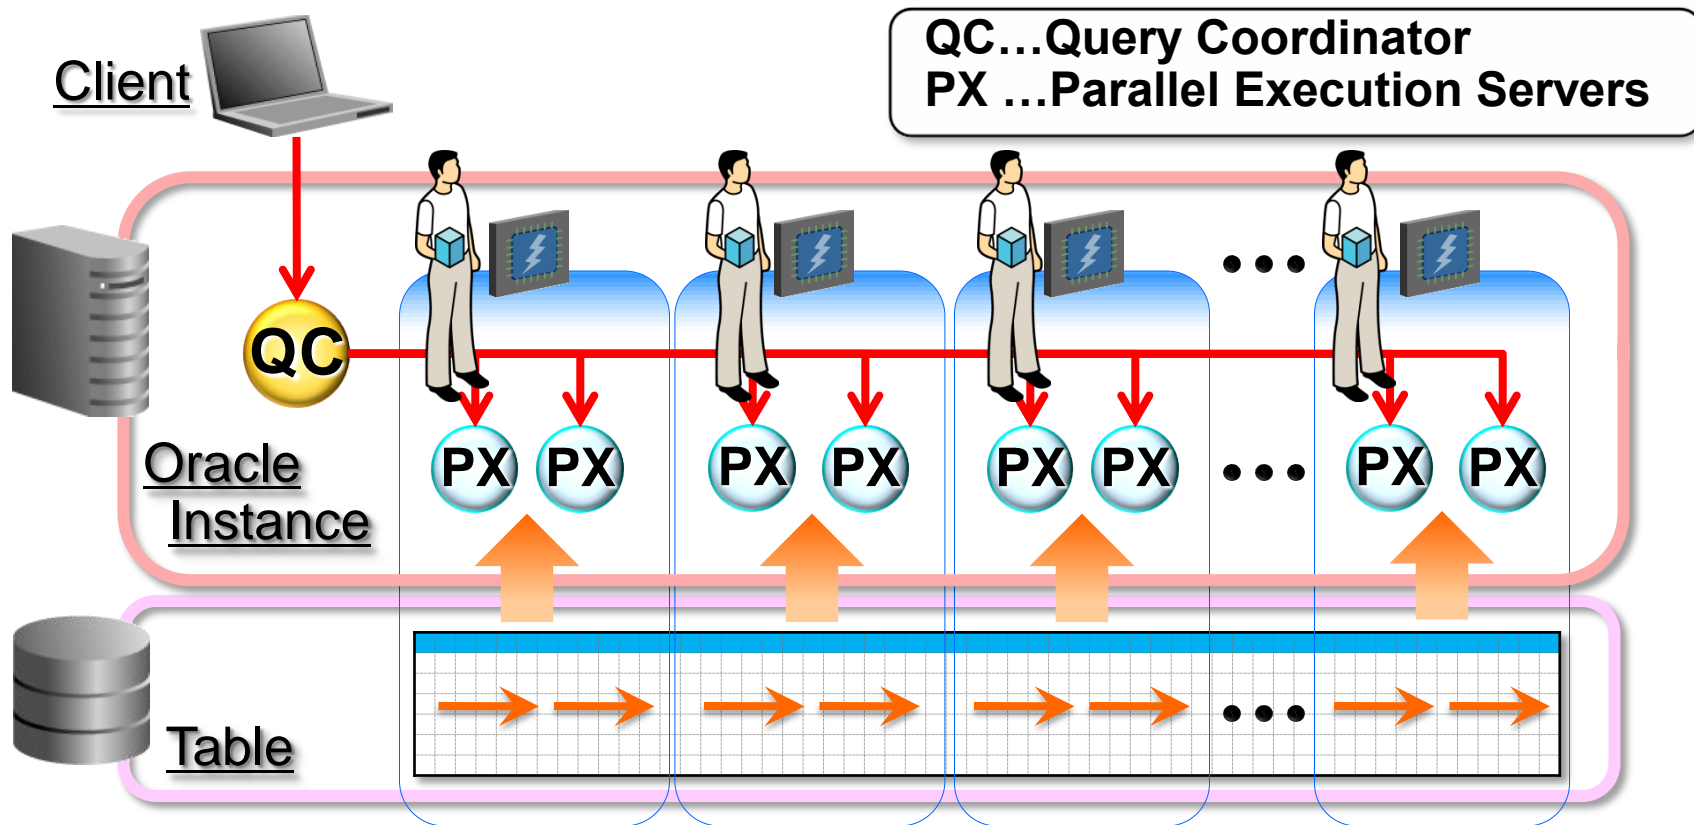 QC...Query Coordinator
PX ...Parallel Execution Servers
Client
QC
PX PX PX PX PX PX PX PX
Oracle
Instance
Table